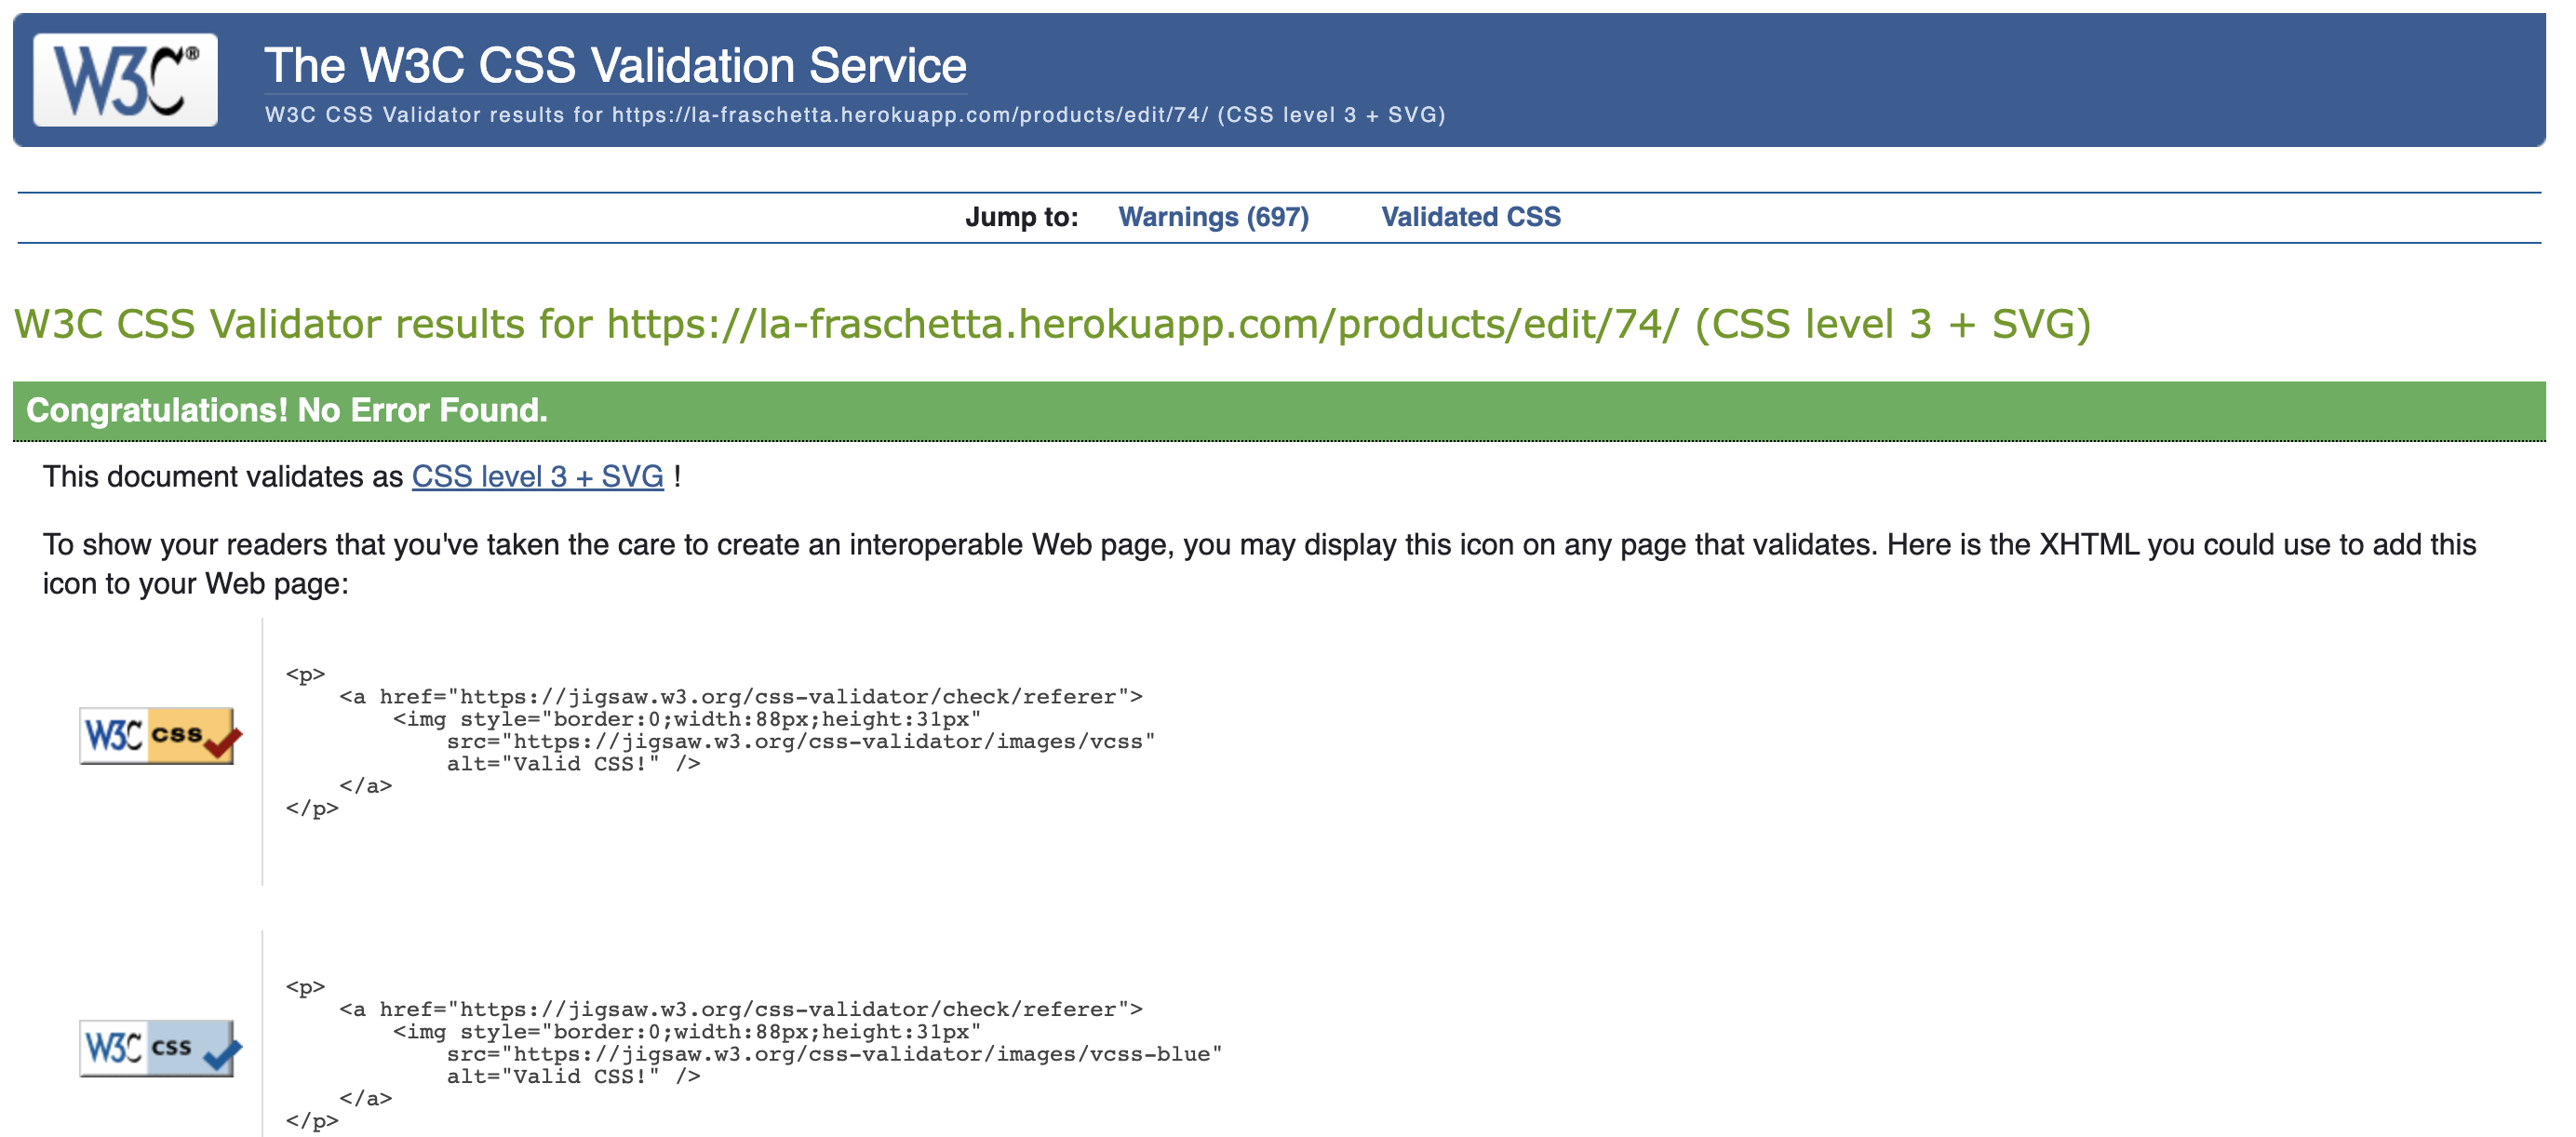 W3C®
The W3C CSS Validation Service
W3C CSS Validator results for https://la-fraschetta.herokuapp.com/products/edit/74/ (CSS level 3 + SVG)
Jump to: Warnings (697) Validated CSS
W3C CSS Validator results for https://la-fraschetta.herokuapp.com/products/edit/74/ (CSS level 3 + SVG)
Congratulations! No Error Found.
This document validates as CSS level 3 + SVG !
To show your readers that you've taken the care to create an interoperable Web page, you may display this icon on any page that validates. Here is the XHTML you could use to add this
icon to your Web page:
W3C css
<p>
    <a href="https://jigsaw.w3.org/css-validator/check/referer">
        <img style="border:0;width:88px;height:31px"
            src="https://jigsaw.w3.org/css-validator/images/vcss"
            alt="Valid CSS!" />
    </a>
</p>
W3C css
<p>
    <a href="https://jigsaw.w3.org/css-validator/check/referer">
        <img style="border:0;width:88px;height:31px"
            src="https://jigsaw.w3.org/css-validator/images/vcss-blue"
            alt="Valid CSS!" />
    </a>
</p>